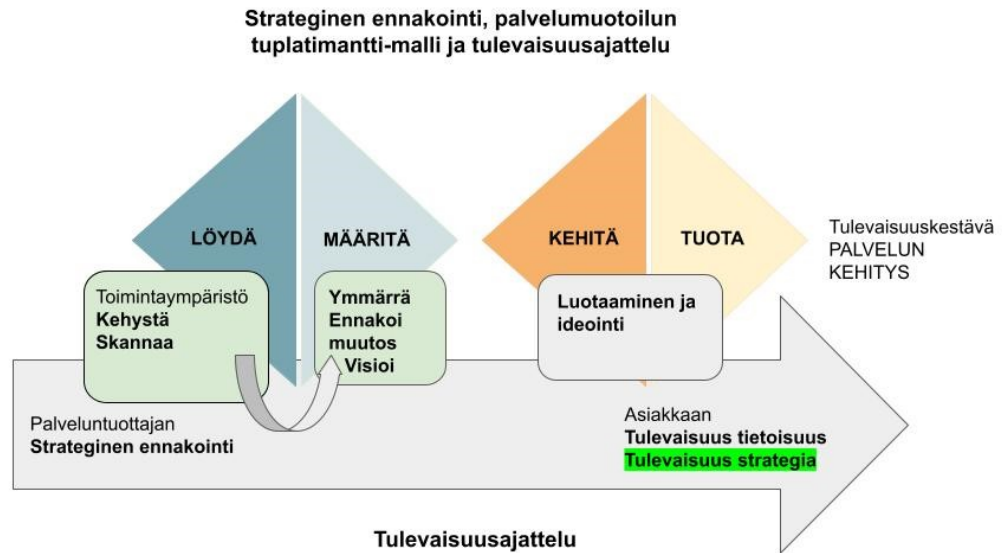 Strateginen ennakointi, palvelumuotoilun
tuplatimantti-malli ja tulevaisuusajattelu
LÖYDÄ
MÄÄRITÄ
KEHITÄ
TUOTA
Tulevaisuuskestävä
PALVELUN
KEHITYS
Toimintaympäristö
Kehystä
Skannaa
Ymmärrä
Ennakoi
muutos
Visioi
Luotaaminen ja
ideointi
Palveluntuottajan
Strateginen ennakointi
Asiakkaan
Tulevaisuus tietoisuus
Tulevaisuus strategia
Tulevaisuusajattelu